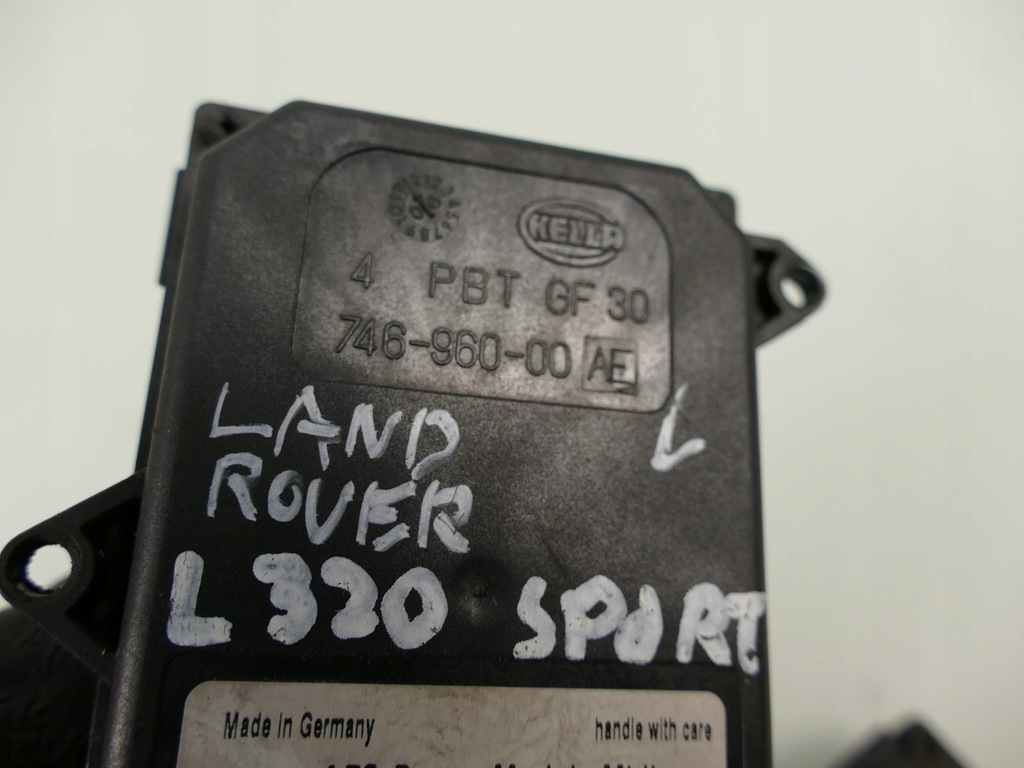 HELLA
4 PBT GF 30
746-960-00 AE
LAND L
ROVER
L320 SPORT
Made in Germany handle with care